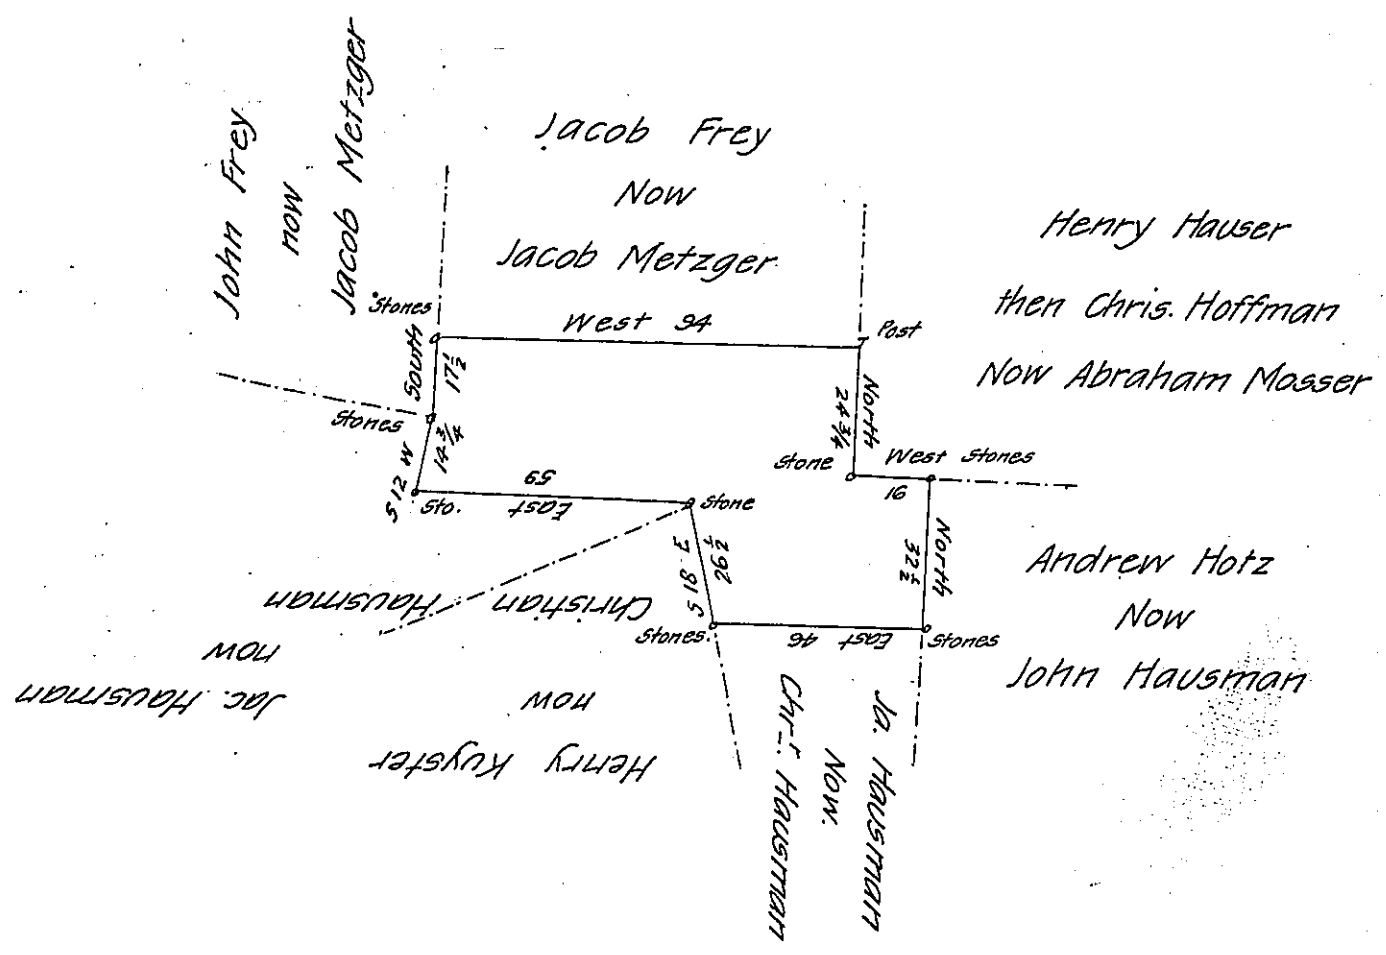 John Frey
now
Jacob Metzger
Jacob Frey
Now
Jacob Metzger
Henry Hauser
then Chris. Hoffman
Now Abraham Mosser
Stones
West 94
Post
South
17½
North
24¾
Stones
14¾
S 12 W
Sto.
59
East
Stone
Stone
West Stones
16
S 18 E
26½
North
32½
Stones.
46 East
Stones
Andrew Hotz
Now
John Hausman
Christian Hausman
now
Jac. Hausman
now
Henry Kuyster
Ja. Hausman
Now.
Chr.r Hausman